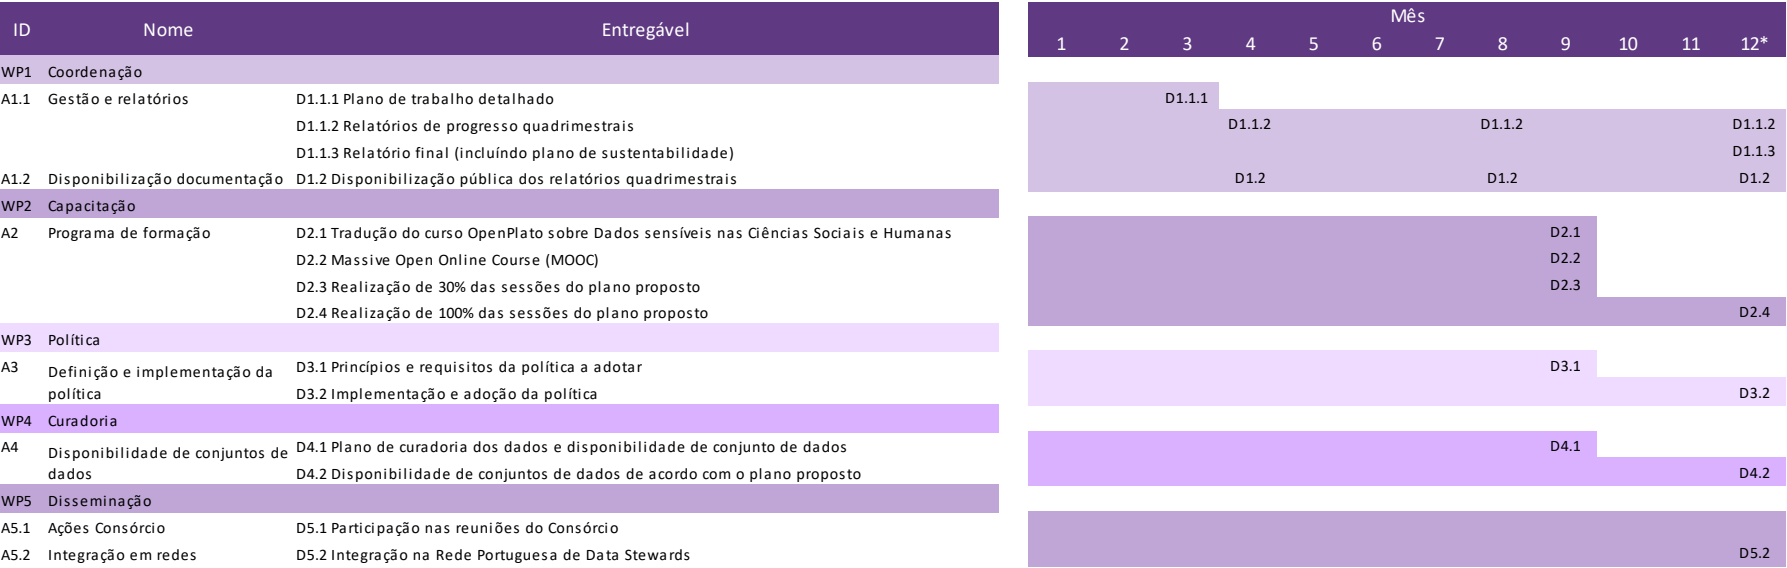 ID Nome Entregável Mês
1 2 3 4 5 6 7 8 9 10 11 12*
WP1 Coordenação
A1.1 Gestão e relatórios D1.1.1 Plano de trabalho detalhado D1.1.1
D1.1.2 Relatórios de progresso quadrimestrais D1.1.2 D1.1.2 D1.1.2
D1.1.3 Relatório final (incluíndo plano de sustentabilidade) D1.1.3
A1.2 Disponibilização documentação D1.2 Disponibilização pública dos relatórios quadrimestrais D1.2 D1.2 D1.2
WP2 Capacitação
A2 Programa de formação D2.1 Tradução do curso OpenPlato sobre Dados sensíveis nas Ciências Sociais e Humanas D2.1
D2.2 Massive Open Online Course (MOOC) D2.2
D2.3 Realização de 30% das sessões do plano proposto D2.3
D2.4 Realização de 100% das sessões do plano proposto D2.4
WP3 Política
A3 Definição e implementação da D3.1 Princípios e requisitos da política a adotar D3.1
política D3.2 Implementação e adoção da política D3.2
WP4 Curadoria
A4 Disponibilidade de conjuntos de D4.1 Plano de curadoria dos dados e disponibilidade de conjunto de dados D4.1
dados D4.2 Disponibilidade de conjuntos de dados de acordo com o plano proposto D4.2
WP5 Disseminação
A5.1 Ações Consórcio D5.1 Participação nas reuniões do Consórcio
A5.2 Integração em redes D5.2 Integração na Rede Portuguesa de Data Stewards D5.2